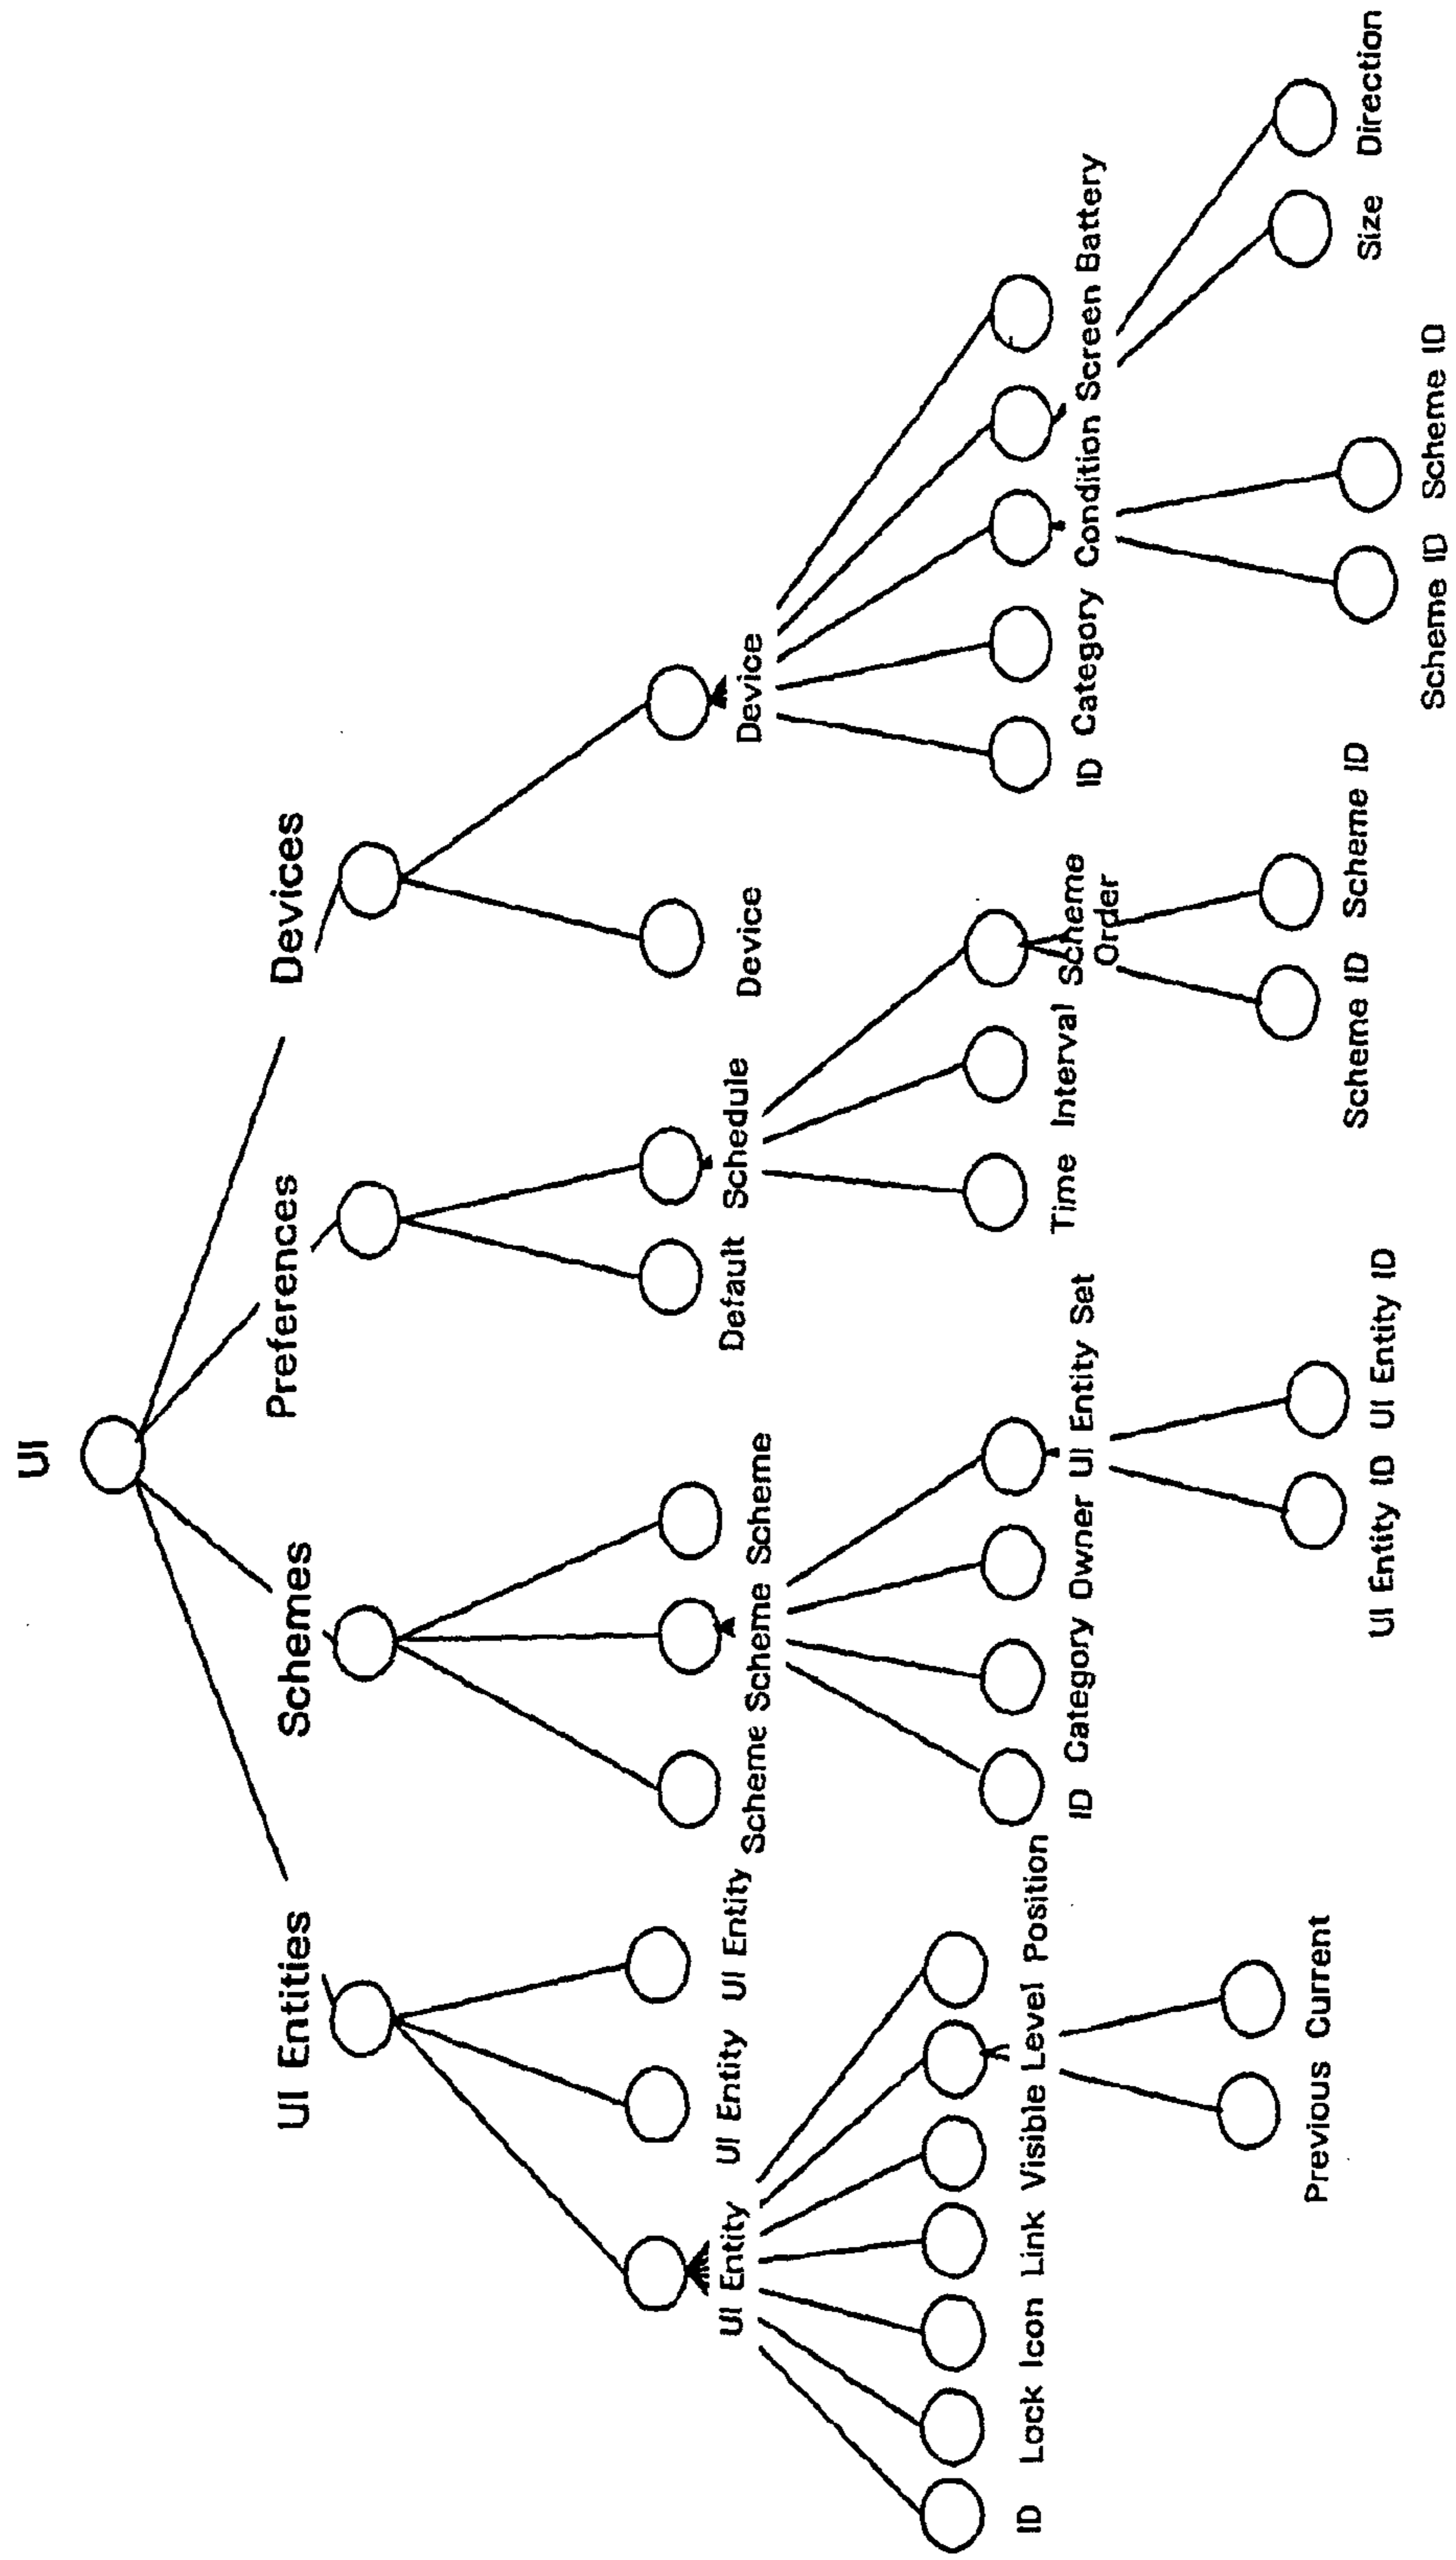 UI
UI Entities Schemes Preferences Devices
UI Entity UI Entity UI Entity Scheme Scheme Scheme Default Schedule Device Device
ID Lock Icon Link Visible Level Position ID Category Owner UI Entity Set Time Interval Scheme Order ID Category Condition Screen Battery
Previous Current UI Entity ID UI Entity ID Scheme ID Scheme ID Scheme ID Scheme ID Size Direction